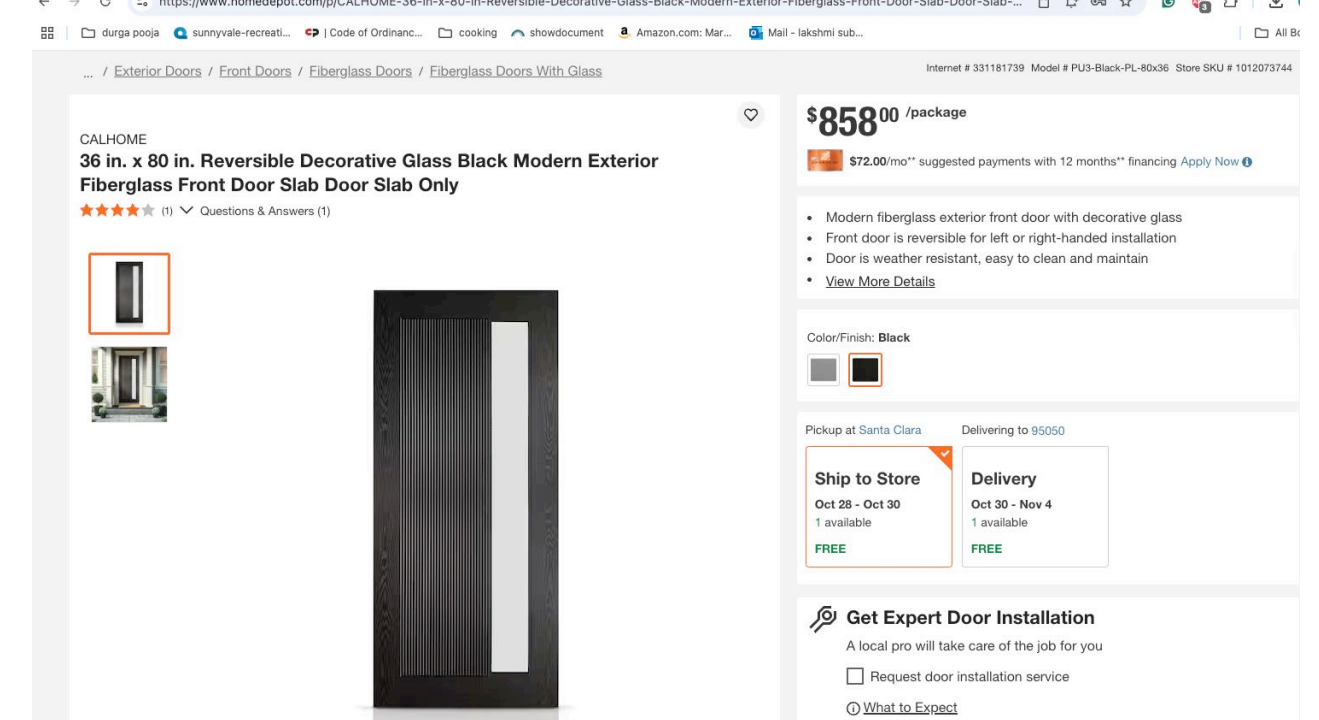 https://www.homedepot.com/p/CALHOME-36-in-x-80-in-Reversible-Decorative-Glass-Black-Modern-Exterior-Fiberglass-Front-Door-Slab-Door-Slab-...
3
durga pooja
sunnyvale-recreati...
| Code of Ordinanc...
cooking
showdocument
Amazon.com: Mar...
Mail - lakshmi sub...
All Bo
... / Exterior Doors / Front Doors / Fiberglass Doors / Fiberglass Doors With Glass
Internet # 331181739 Model # PU3-Black-PL-80x36 Store SKU # 1012073744
CALHOME
36 in. x 80 in. Reversible Decorative Glass Black Modern Exterior
Fiberglass Front Door Slab Door Slab Only
(1) Questions & Answers (1)
$858 00 /package
$72.00/mo** suggested payments with 12 months** financing Apply Now
• Modern fiberglass exterior front door with decorative glass
• Front door is reversible for left or right-handed installation
• Door is weather resistant, easy to clean and maintain
• View More Details
Color/Finish: Black
Pickup at Santa Clara
Delivering to 95050
Ship to Store
Oct 28 - Oct 30
1 available
FREE
Delivery
Oct 30 - Nov 4
1 available
FREE
Get Expert Door Installation
A local pro will take care of the job for you
Request door installation service
What to Expect